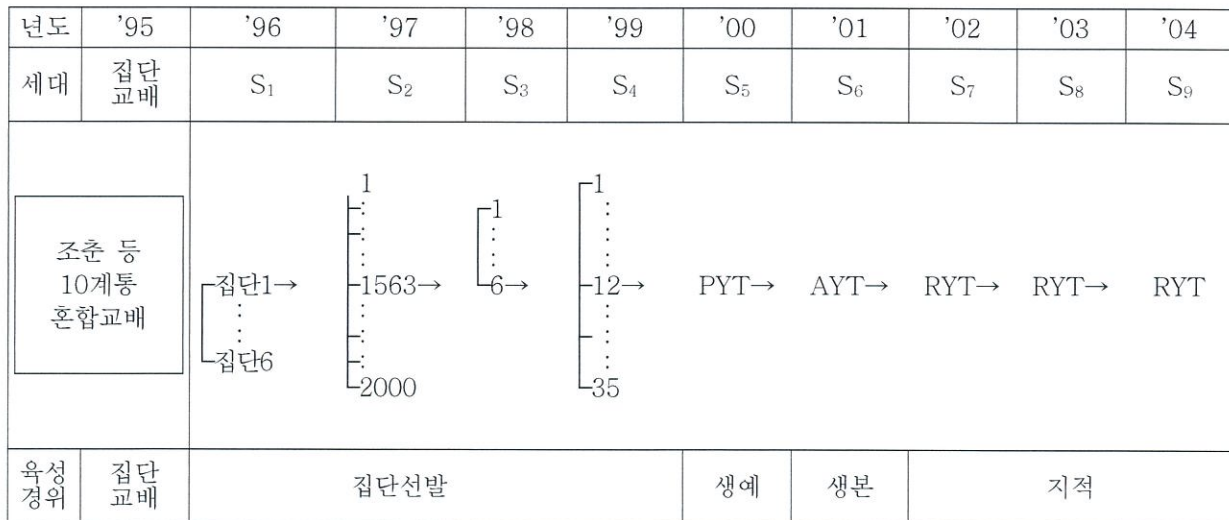 년도 '95 '96 '97 '98 '99 '00 '01 '02 '03 '04
세대 집단교배 S₁ S₂ S₃ S₄ S₅ S₆ S₇ S₈ S₉
조춘 등
10계통
혼합교배
집단1→
집단6
1
1563→
2000
1
6→
1
12→
35
PYT→ AYT→ RYT→ RYT→ RYT
육성경위 집단교배 집단선발 생예 생본 지적